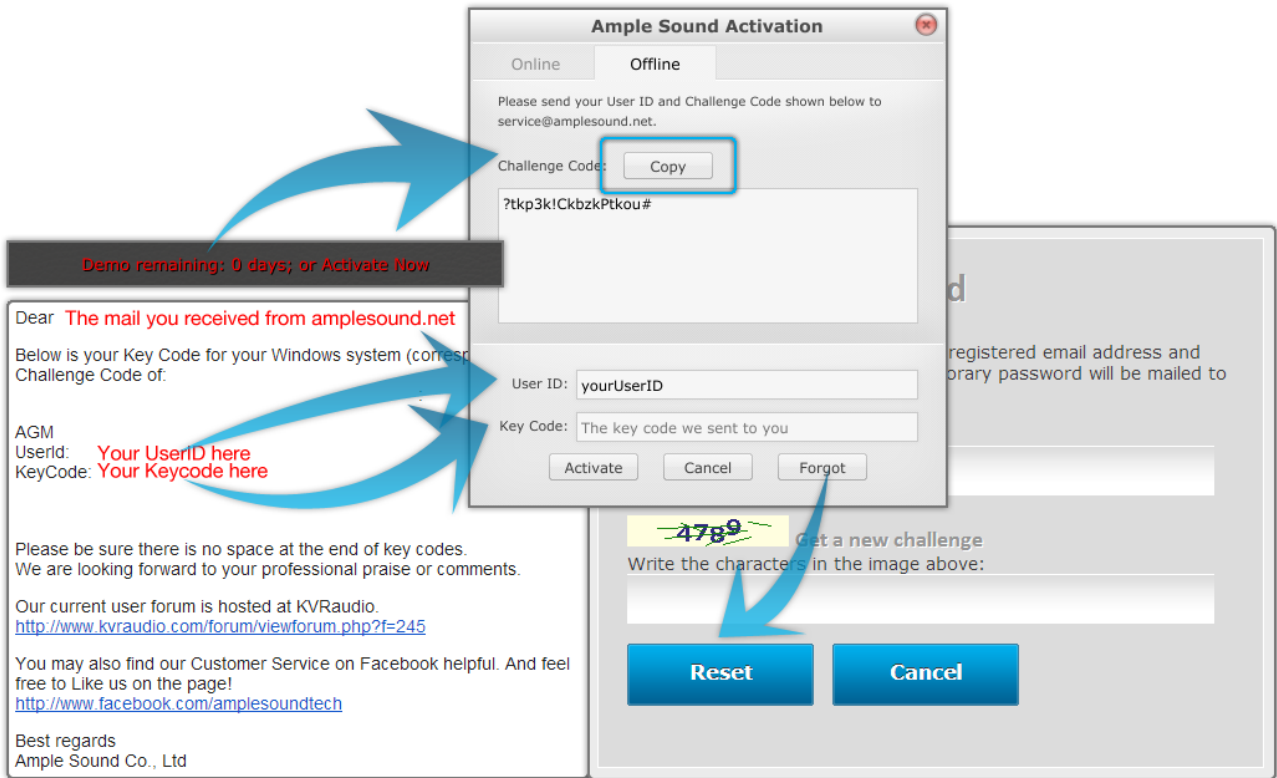 Ample Sound Activation
Online
Offline
Please send your User ID and Challenge Code shown below to
service@amplesound.net.
Challenge Code:
Copy
?tkp3k!CkbzkPtkou#
User ID:
yourUserID
Key Code:
The key code we sent to you
Activate
Cancel
Forgot
Demo remaining: 0 days; or Activate Now
Dear The mail you received from amplesound.net
Below is your Key Code for your Windows system (corresp
Challenge Code of:
AGM
UserId: Your UserID here
KeyCode: Your Keycode here
Please be sure there is no space at the end of key codes.
We are looking forward to your professional praise or comments.
Our current user forum is hosted at KVRaudio.
http://www.kvraudio.com/forum/viewforum.php?f=245
You may also find our Customer Service on Facebook helpful. And feel
free to Like us on the page!
http://www.facebook.com/amplesoundtech
Best regards
Ample Sound Co., Ltd
d
registered email address and
orary password will be mailed to
4789
Get a new challenge
Write the characters in the image above:
Reset
Cancel